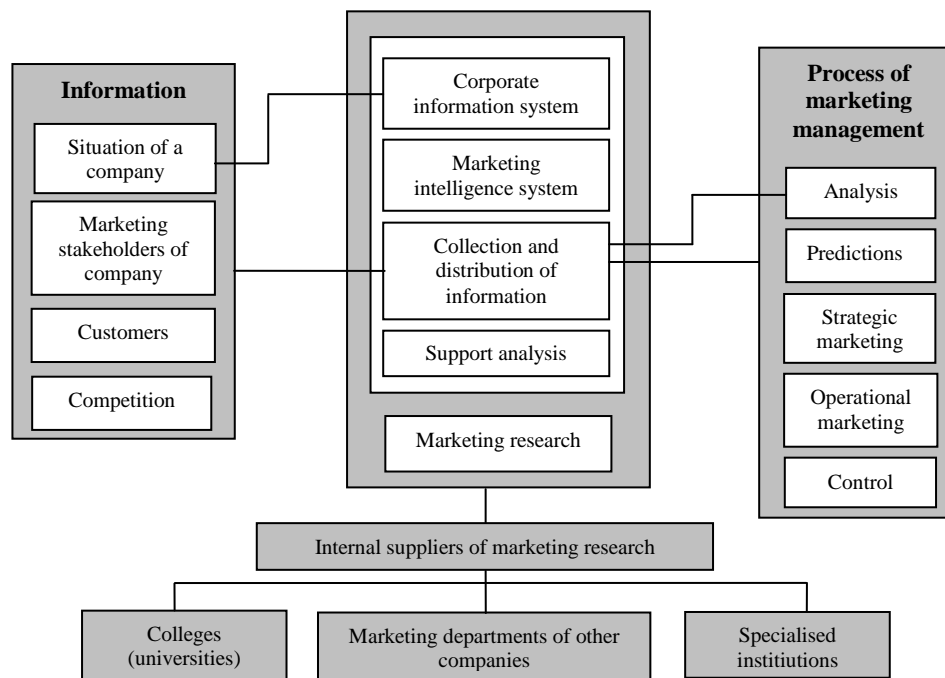 Information
Situation of a
company
Marketing
stakeholders of
company
Customers
Competition
Corporate
information system
Marketing
intelligence system
Collection and
distribution of
information
Support analysis
Marketing research
Process of
marketing
management
Analysis
Predictions
Strategic
marketing
Operational
marketing
Control
Internal suppliers of marketing research
Colleges
(universities)
Marketing departments of other
companies
Specialised
instititutions